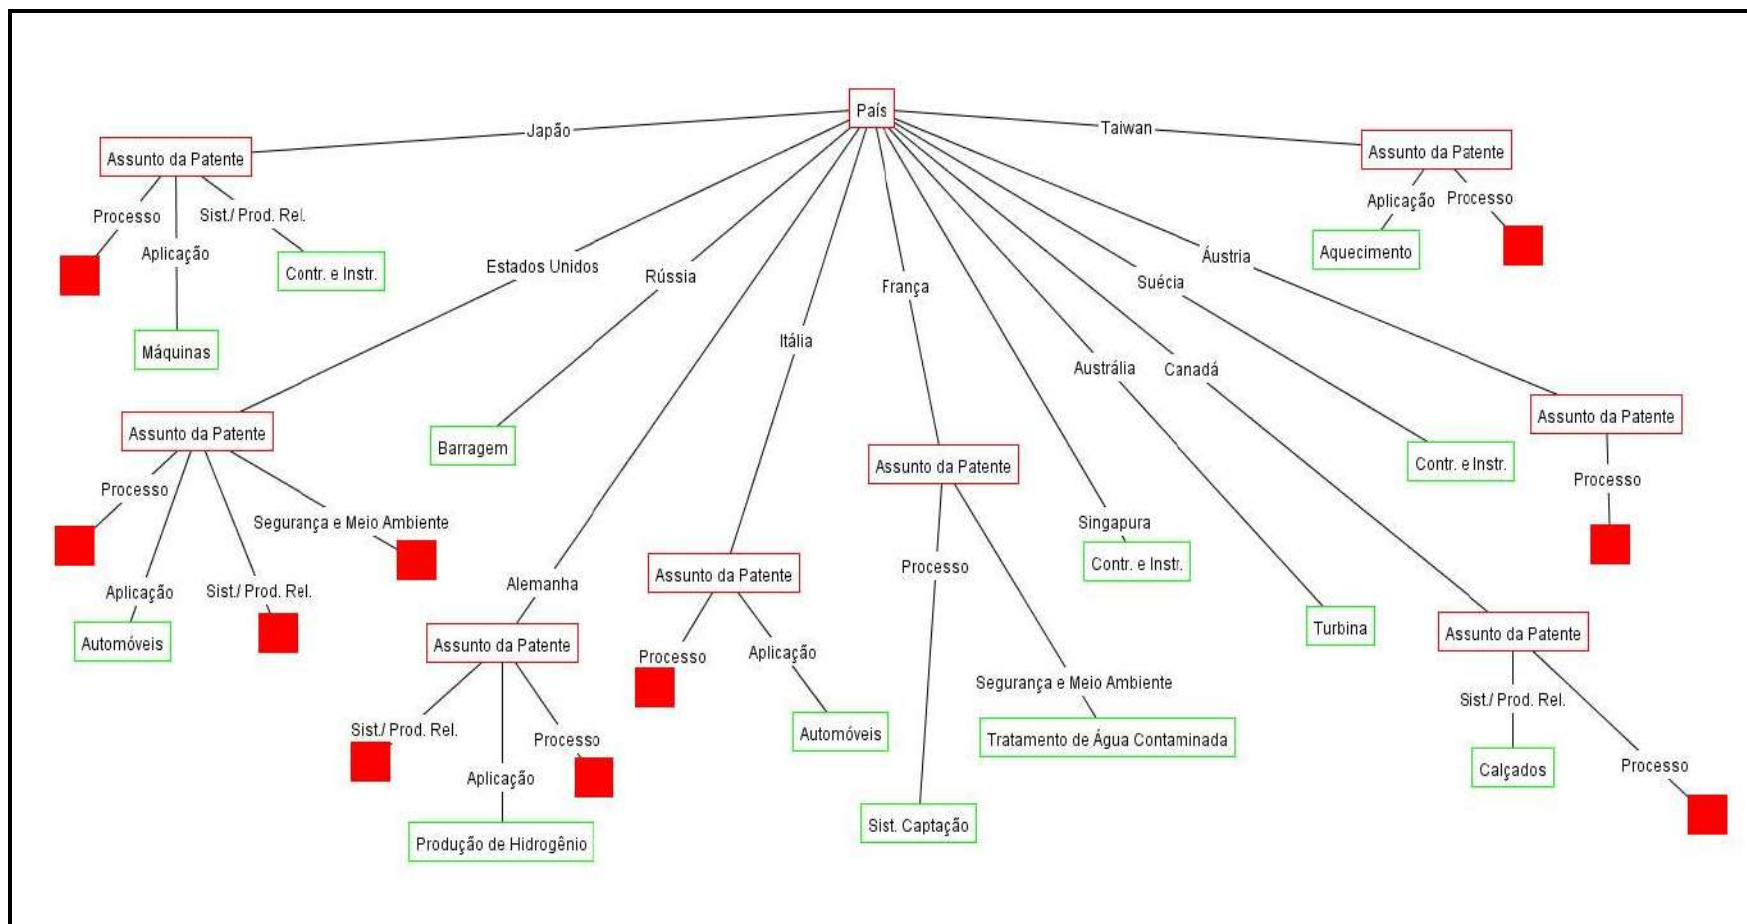 País
Japão
Taiwan
Assunto da Patente
Assunto da Patente
Processo
Sist./ Prod. Rel.
Aplicação
Processo
Aplicação
Contr. e Instr.
Aquecimento
Máquinas
Estados Unidos
Rússia
Itália
França
Áustria
Suécia
Austrália
Canadá
Assunto da Patente
Barragem
Assunto da Patente
Contr. e Instr.
Assunto da Patente
Processo
Segurança e Meio Ambiente
Aplicação
Sist./ Prod. Rel.
Automóveis
Alemanha
Assunto da Patente
Processo
Singapura
Contr. e Instr.
Processo
Turbina
Assunto da Patente
Assunto da Patente
Processo
Aplicação
Segurança e Meio Ambiente
Sist./ Prod. Rel.
Sist./ Prod. Rel.
Processo
Automóveis
Tratamento de Água Contaminada
Calçados
Processo
Aplicação
Sist. Captação
Produção de Hidrogênio